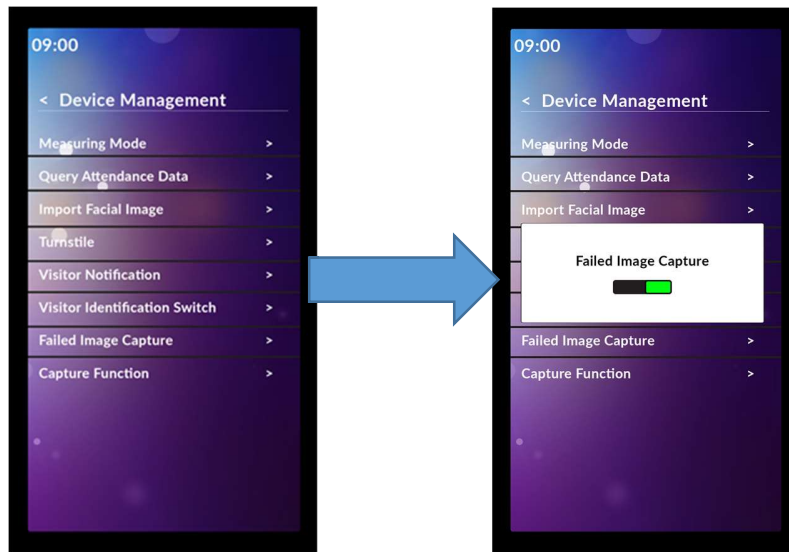 09:00
< Device Management
Measuring Mode >
Query Attendance Data >
Import Facial Image >
Turnstile >
Visitor Notification >
Visitor Identification Switch >
Failed Image Capture >
Capture Function >
09:00
< Device Management
Measuring Mode >
Query Attendance Data >
Import Facial Image >
Failed Image Capture
Failed Image Capture >
Capture Function >